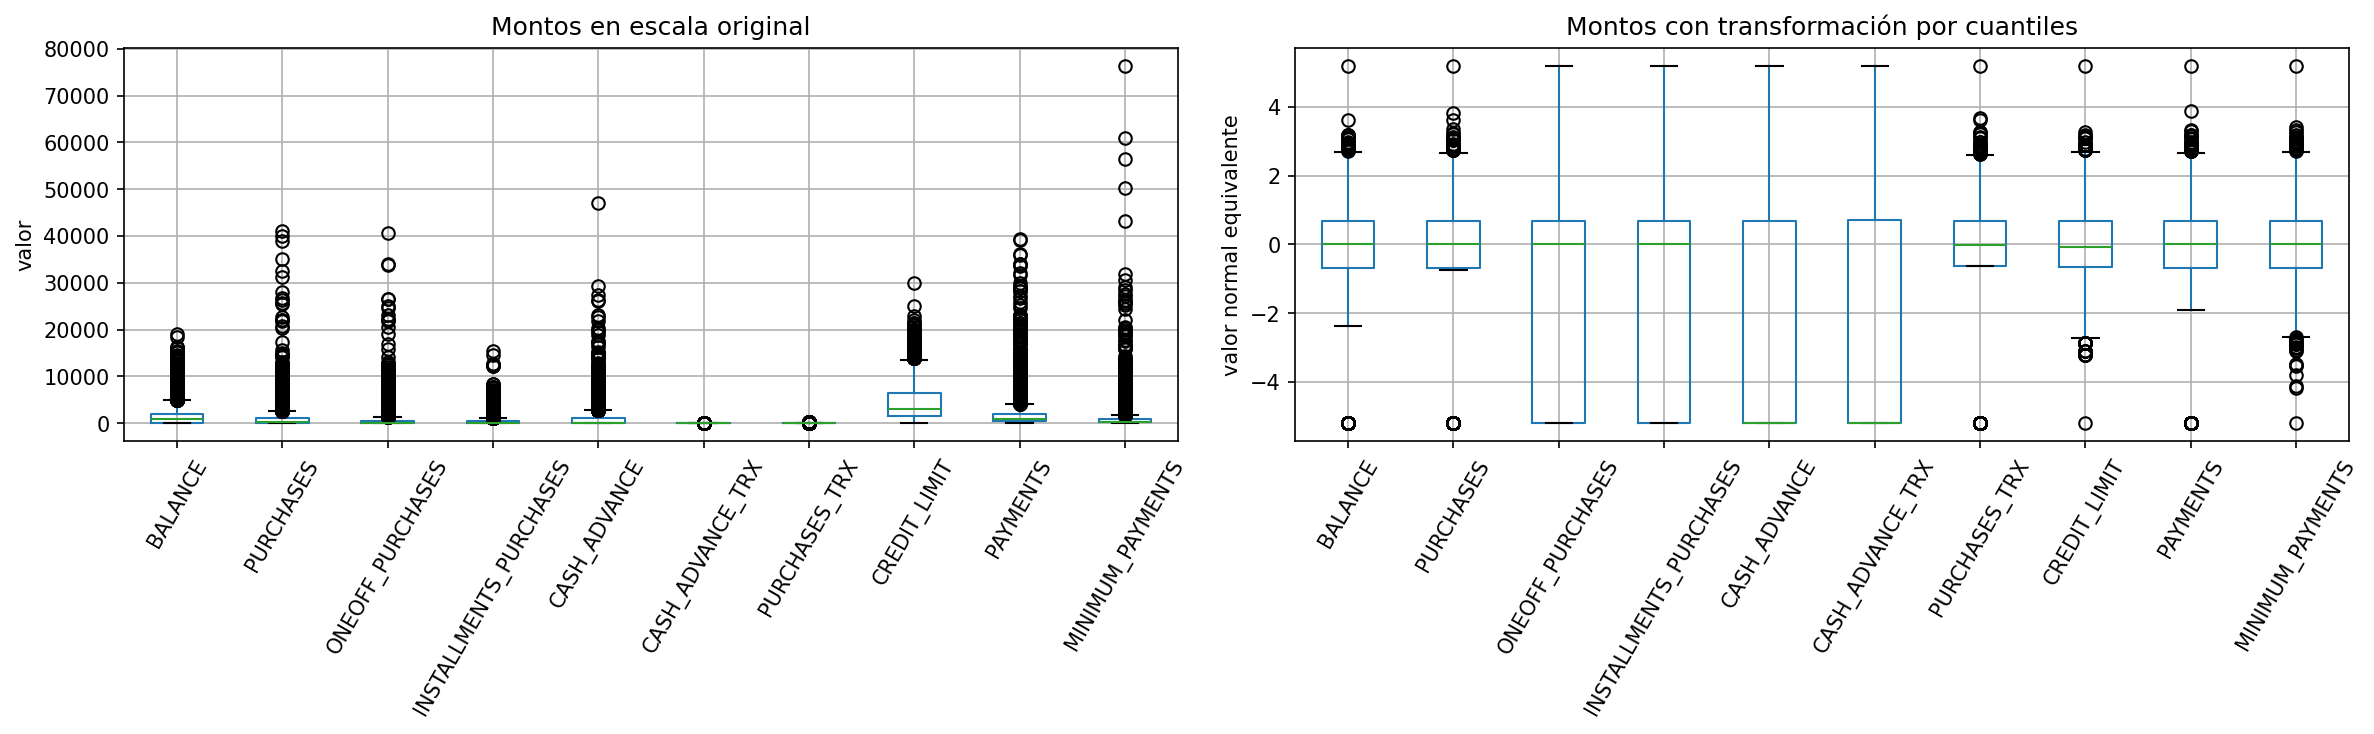 Montos en escala original
valor
80000
70000
60000
50000
40000
30000
20000
10000
0
BALANCE
PURCHASES
ONEOFF_PURCHASES
INSTALLMENTS_PURCHASES
CASH_ADVANCE
CASH_ADVANCE_TRX
PURCHASES_TRX
CREDIT_LIMIT
PAYMENTS
MINIMUM_PAYMENTS
Montos con transformación por cuantiles
valor normal equivalente
4
2
0
−2
−4
BALANCE
PURCHASES
ONEOFF_PURCHASES
INSTALLMENTS_PURCHASES
CASH_ADVANCE
CASH_ADVANCE_TRX
PURCHASES_TRX
CREDIT_LIMIT
PAYMENTS
MINIMUM_PAYMENTS